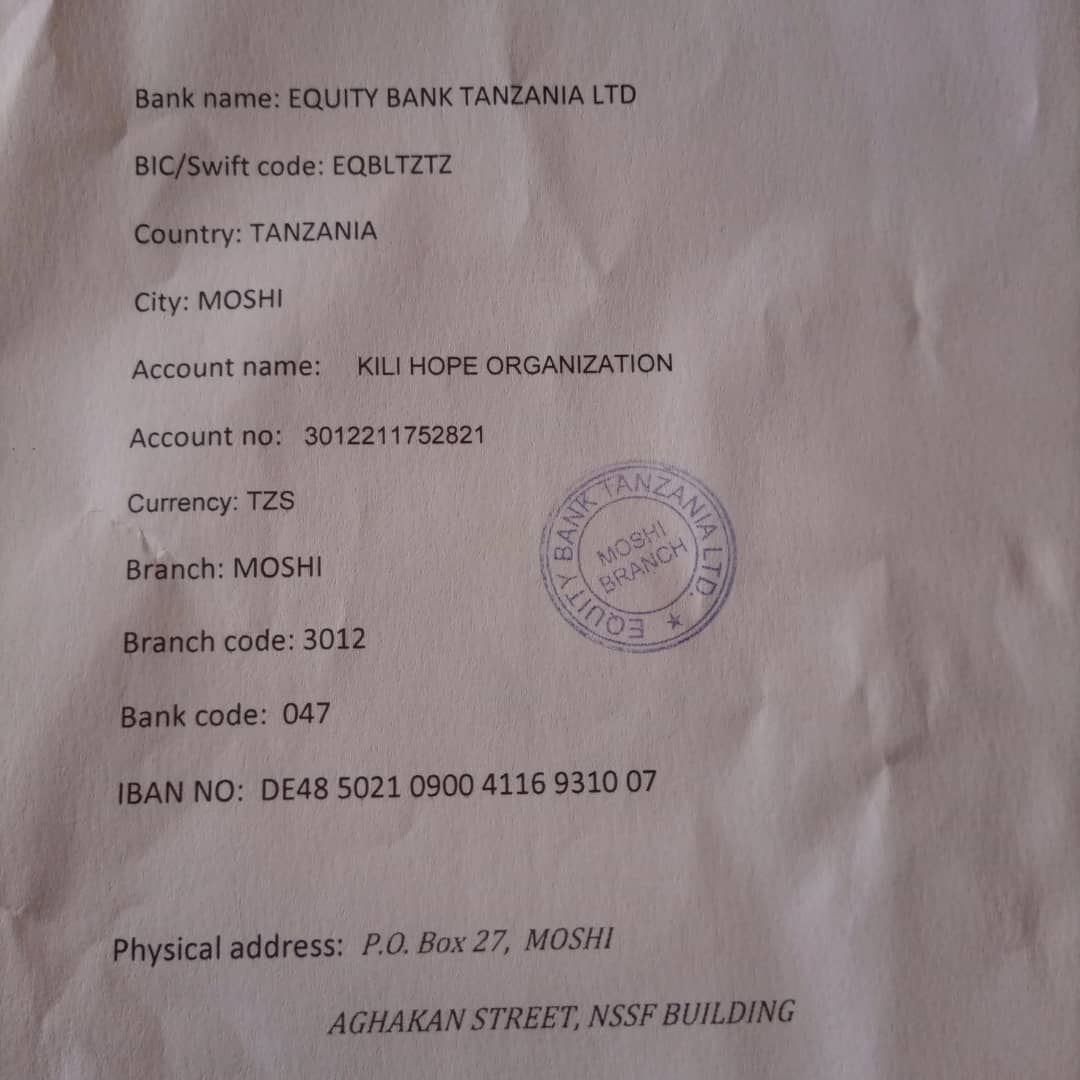 Bank name: EQUITY BANK TANZANIA LTD
BIC/Swift code: EQBLTZTZ
Country: TANZANIA
City: MOSHI
Account name: KILI HOPE ORGANIZATION
Account no: 3012211752821
Currency: TZS
EQUITY BANK TANZANIA LTD.
MOSHI
BRANCH
Branch: MOSHI
Branch code: 3012
Bank code: 047
IBAN NO: DE48 5021 0900 4116 9310 07
Physical address: P.O. Box 27, MOSHI
AGHAKAN STREET, NSSF BUILDING